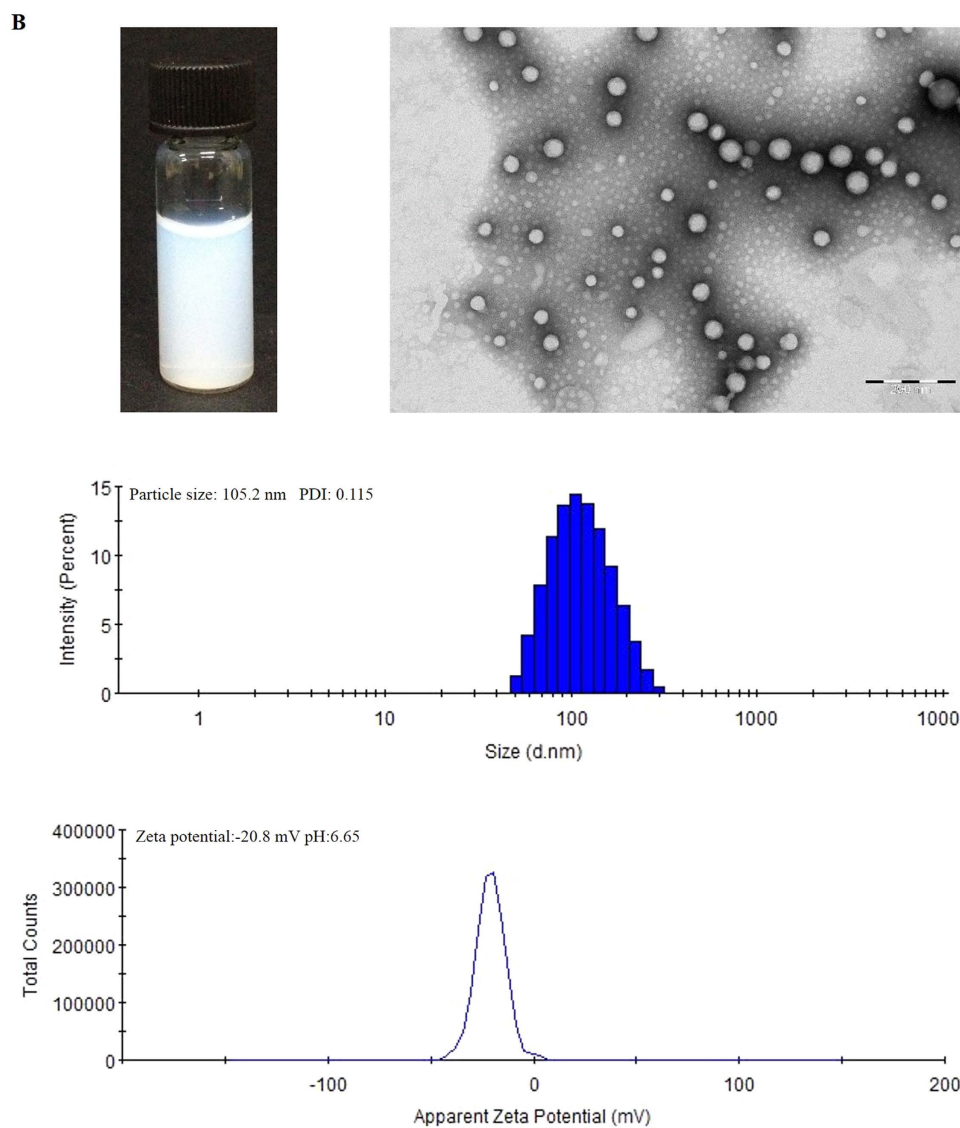 B
Particle size: 105.2 nm PDI: 0.115
15
10
5
0
Intensity (Percent)
1 10 100 1000 1000
Size (d.nm)
Zeta potential:-20.8 mV pH:6.65
400000
300000
200000
100000
0
Total Counts
-100 0 100 200
Apparent Zeta Potential (mV)